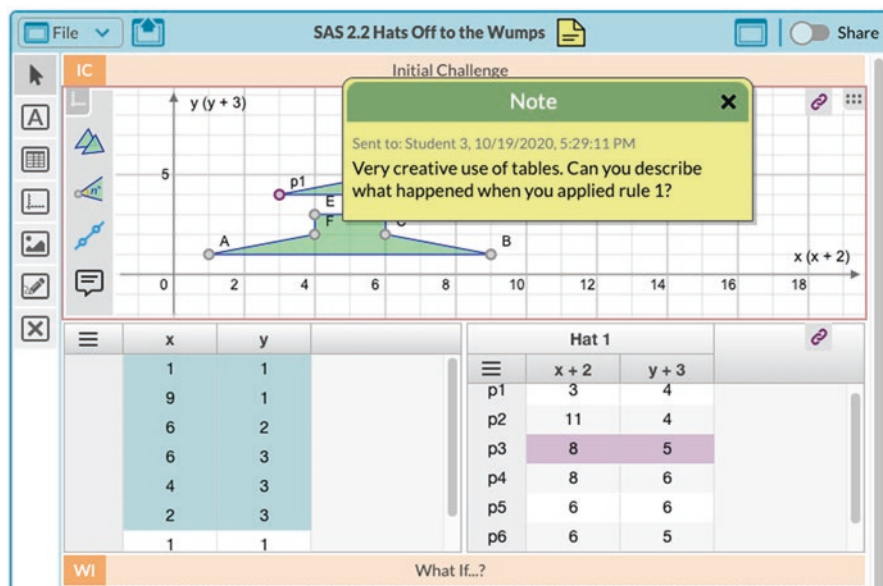 File
SAS 2.2 Hats Off to the Wumps
Share
IC
Initial Challenge
y (y + 3)
Note
Sent to: Student 3, 10/19/2020, 5:29:11 PM
Very creative use of tables. Can you describe
what happened when you applied rule 1?
5
p1
E
F
A
B
x (x + 2)
0 2 4 6 8 10 12 14 16 18
A
n°
x y
1 1
9 1
6 2
6 3
4 3
2 3
1 1
Hat 1
x + 2 y + 3
p1 3 4
p2 11 4
p3 8 5
p4 8 6
p5 6 6
p6 6 5
WI
What If...?